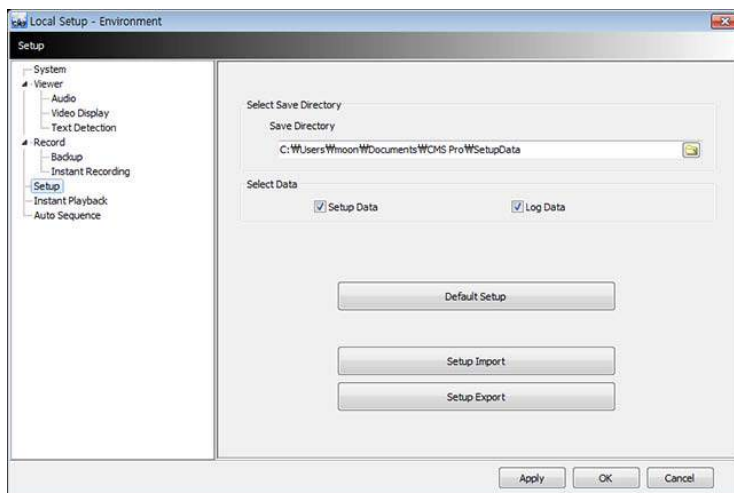 Local Setup - Environment
Setup
System
Viewer
Audio
Video Display
Text Detection
Record
Backup
Instant Recording
Setup
Instant Playback
Auto Sequence
Select Save Directory
Save Directory
C:₩Users₩moon₩Documents₩CMS Pro₩SetupData
Select Data
Setup Data
Log Data
Default Setup
Setup Import
Setup Export
Apply
OK
Cancel